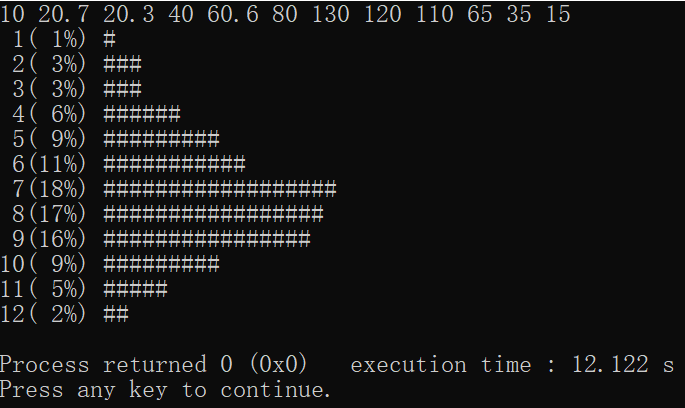 10 20.7 20.3 40 60.6 80 130 120 110 65 35 15
 1( 1%) #
 2( 3%) ###
 3( 3%) ###
 4( 6%) ######
 5( 9%) #########
 6(11%) ###########
 7(18%) ##################
 8(17%) #################
 9(16%) ################
10( 9%) #########
11( 5%) #####
12( 2%) ##
Process returned 0 (0x0)   execution time : 12.122 s
Press any key to continue.